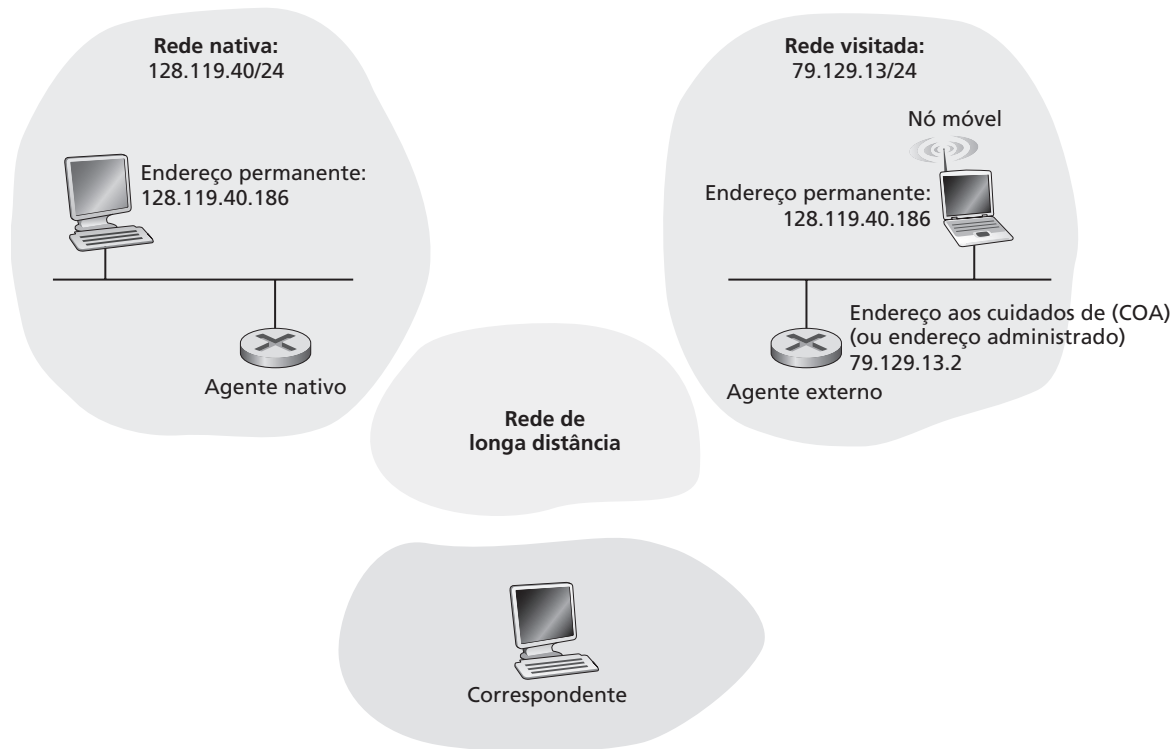 Rede nativa:
128.119.40/24
Endereço permanente:
128.119.40.186
Agente nativo
Rede visitada:
79.129.13/24
Nó móvel
Endereço permanente:
128.119.40.186
Endereço aos cuidados de (COA)
(ou endereço administrado)
79.129.13.2
Agente externo
Rede de
longa distância
Correspondente